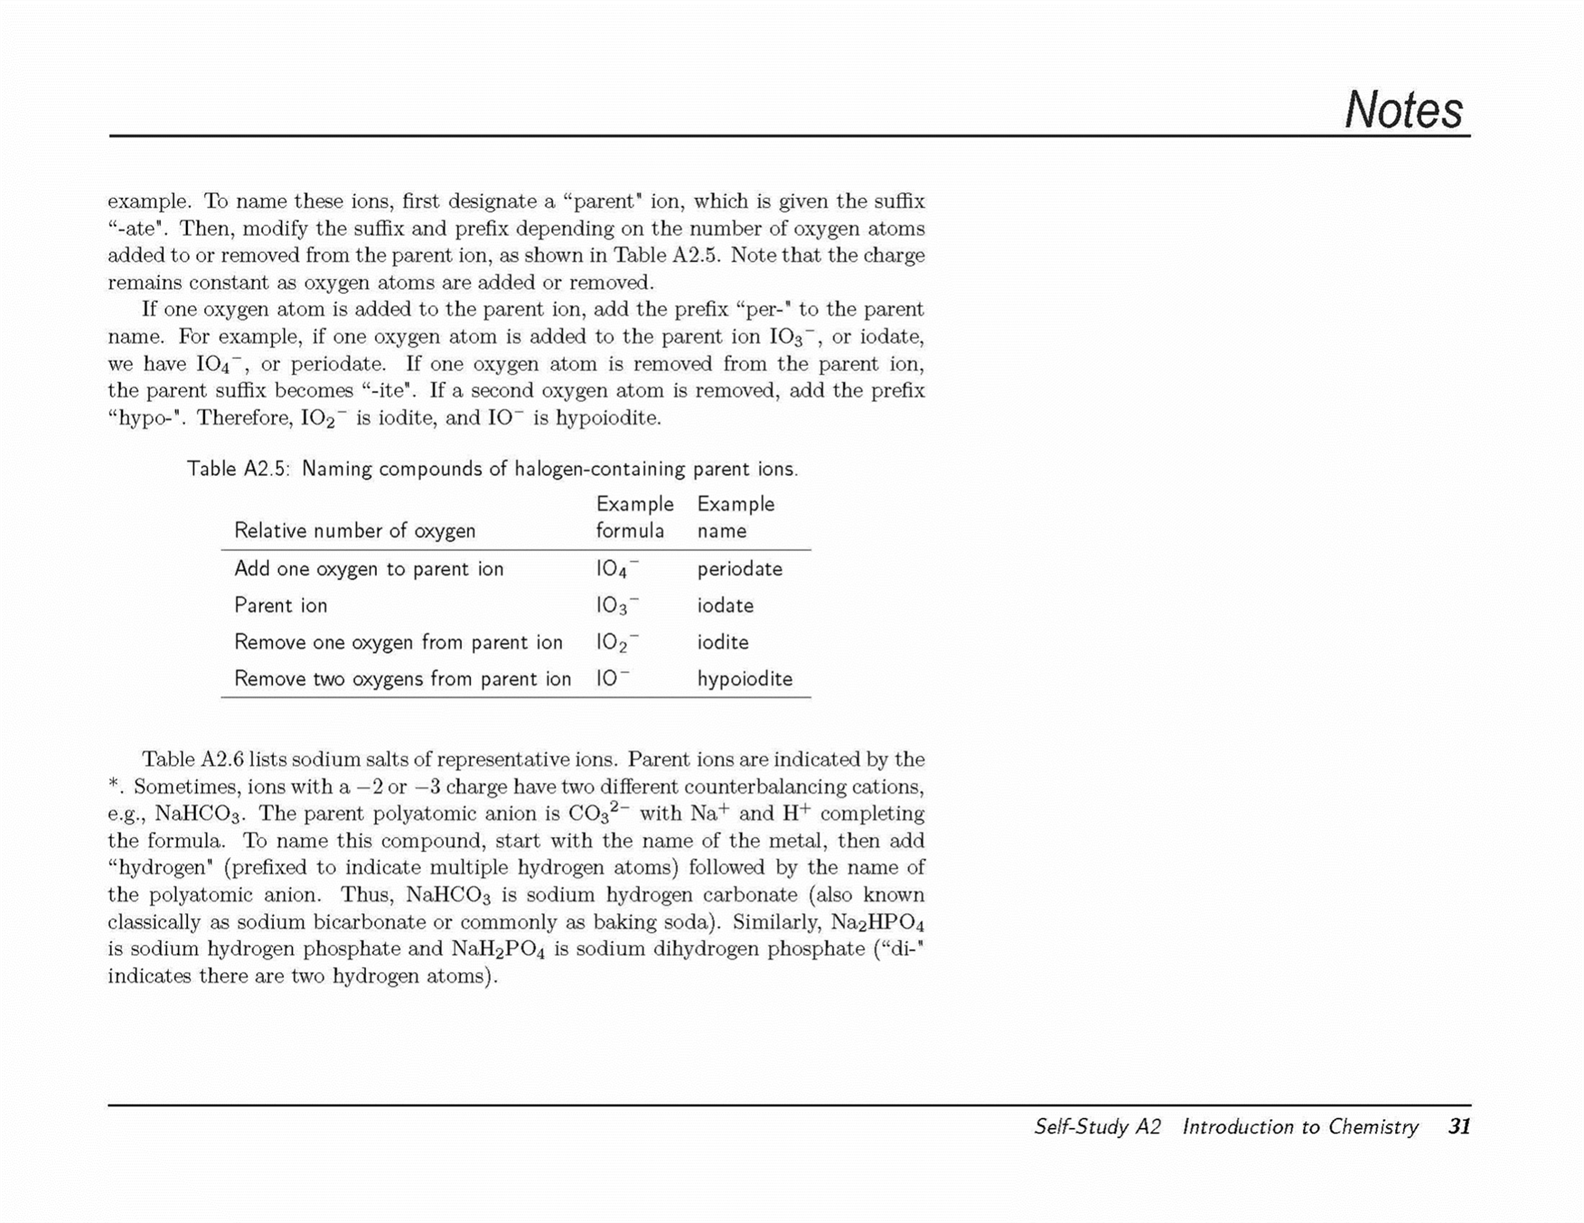 Notes
example. To name these ions, first designate a “parent" ion, which is given the suffix
“-ate". Then, modify the suffix and prefix depending on the number of oxygen atoms
added to or removed from the parent ion, as shown in Table A2.5. Note that the charge
remains constant as oxygen atoms are added or removed.
If one oxygen atom is added to the parent ion, add the prefix “per-" to the parent
name. For example, if one oxygen atom is added to the parent ion IO₃⁻, or iodate,
we have IO₄⁻, or periodate. If one oxygen atom is removed from the parent ion,
the parent suffix becomes “-ite". If a second oxygen atom is removed, add the prefix
“hypo-". Therefore, IO₂⁻ is iodite, and IO⁻ is hypoiodite.
Table A2.5: Naming compounds of halogen-containing parent ions.
Example Example
Relative number of oxygen formula name
Add one oxygen to parent ion IO₄⁻ periodate
Parent ion IO₃⁻ iodate
Remove one oxygen from parent ion IO₂⁻ iodite
Remove two oxygens from parent ion IO⁻ hypoiodite
Table A2.6 lists sodium salts of representative ions. Parent ions are indicated by the
*. Sometimes, ions with a −2 or −3 charge have two different counterbalancing cations,
e.g., NaHCO₃. The parent polyatomic anion is CO₃²⁻ with Na⁺ and H⁺ completing
the formula. To name this compound, start with the name of the metal, then add
“hydrogen" (prefixed to indicate multiple hydrogen atoms) followed by the name of
the polyatomic anion. Thus, NaHCO₃ is sodium hydrogen carbonate (also known
classically as sodium bicarbonate or commonly as baking soda). Similarly, Na₂HPO₄
is sodium hydrogen phosphate and NaH₂PO₄ is sodium dihydrogen phosphate (“di-"
indicates there are two hydrogen atoms).
Self-Study A2 Introduction to Chemistry 31